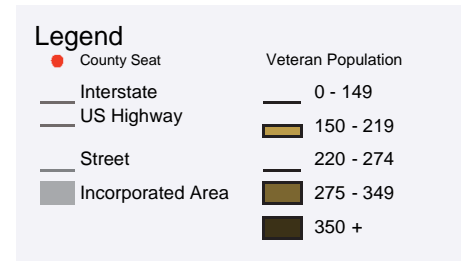 Legend
County Seat
Interstate
US Highway
Street
Incorporated Area
Veteran Population
0 - 149
150 - 219
220 - 274
275 - 349
350 +